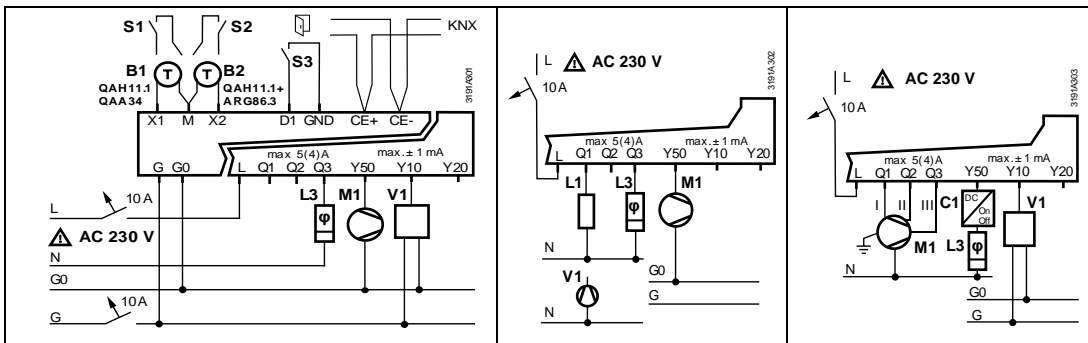 S1 S2 KNX
S3
B1 T T B2
QAH11.1 QAH11.1+
QAA34 ARG86.3
3191A301
X1 M X2 D1 GND CE+ CE-
max 5(4)A max.± 1 mA
G G0 L Q1 Q2 Q3 Y50 Y10 Y20
L 10 A L3 M1 V1
φ
AC 230 V
N
G0
10 A
G
L AC 230 V
10 A
3191A302
max 5(4)A max.± 1 mA
L Q1 Q2 Q3 Y50 Y10 Y20
L1 L3 M1
φ
N
V1 G0
G
N
L AC 230 V
10 A
3191A303
max 5(4)A max.± 1 mA
L Q1 Q2 Q3 Y50 Y10 Y20
I II III C1 DC On Off V1
M1 L3 φ
N
G0
G